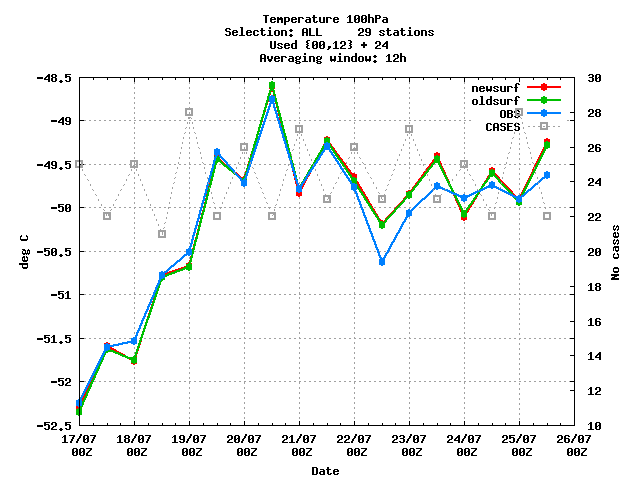 Temperature 100hPa
Selection: ALL 29 stations
Used {00,12} + 24
Averaging window: 12h
newsurf
oldsurf
OBS
CASES
-48.5
-49
-49.5
-50
-50.5
-51
-51.5
-52
-52.5
30
28
26
24
22
20
18
16
14
12
10
deg C
No cases
17/07 18/07 19/07 20/07 21/07 22/07 23/07 24/07 25/07 26/07
00Z 00Z 00Z 00Z 00Z 00Z 00Z 00Z 00Z 00Z
Date